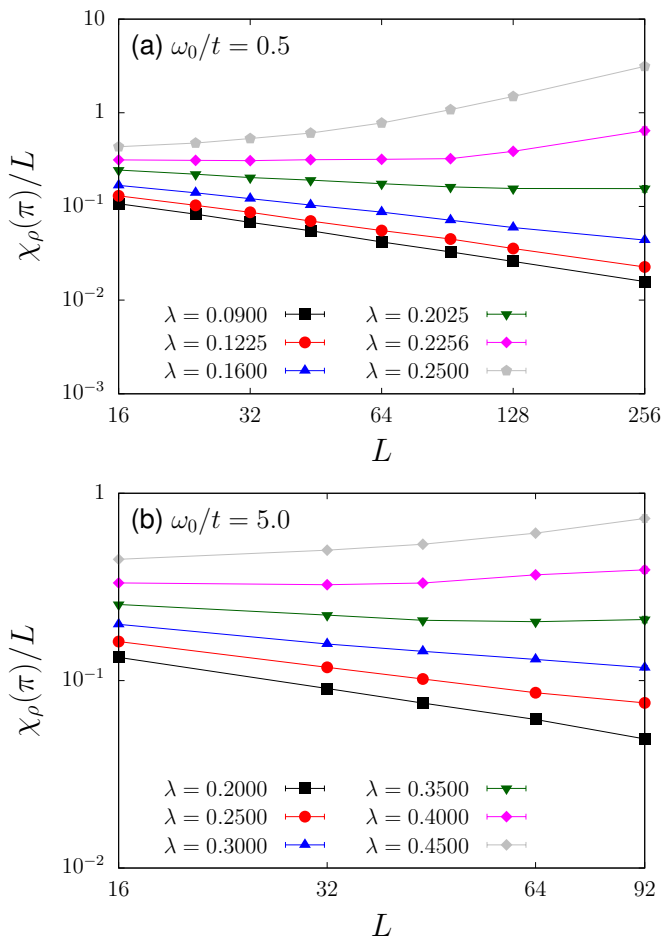 (a) ω₀/t = 0.5
10
1
10⁻¹
10⁻²
10⁻³
χρ(π)/L
λ = 0.0900
λ = 0.1225
λ = 0.1600
λ = 0.2025
λ = 0.2256
λ = 0.2500
16 32 64 128 256
L
(b) ω₀/t = 5.0
1
10⁻¹
10⁻²
χρ(π)/L
λ = 0.2000
λ = 0.2500
λ = 0.3000
λ = 0.3500
λ = 0.4000
λ = 0.4500
16 32 64 92
L